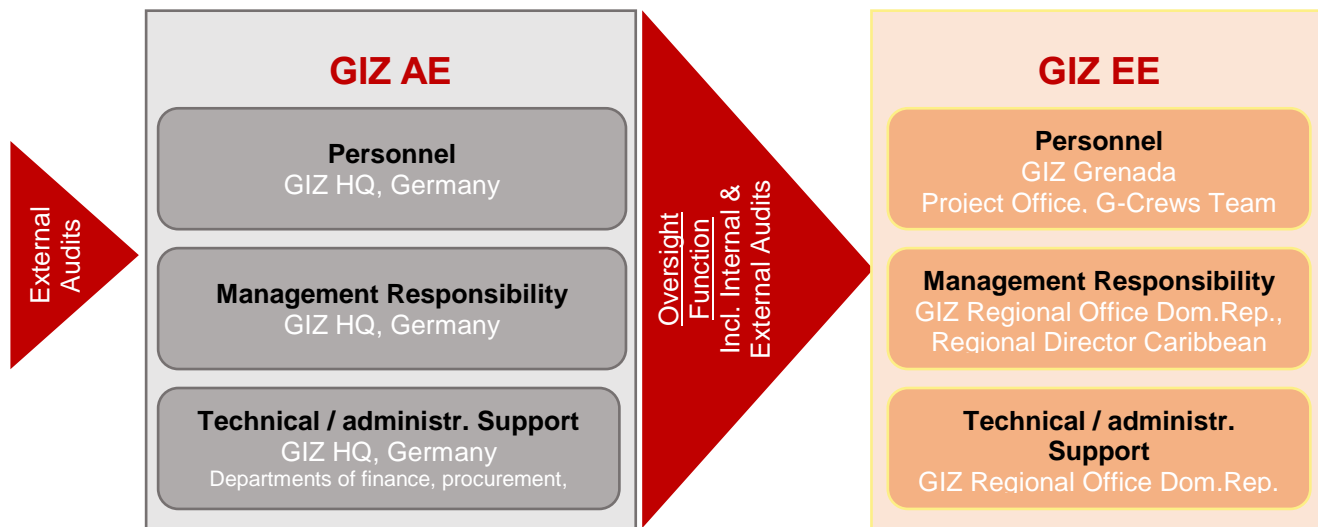 External
Audits
GIZ AE
Personnel
GIZ HQ, Germany
Management Responsibility
GIZ HQ, Germany
Technical / administr. Support
GIZ HQ, Germany
Departments of finance, procurement,
Oversight
Function
Incl. Internal &
External Audits
GIZ EE
Personnel
GIZ Grenada
Project Office, G-Crews Team
Management Responsibility
GIZ Regional Office Dom.Rep.,
Regional Director Caribbean
Technical / administr.
Support
GIZ Regional Office Dom.Rep.